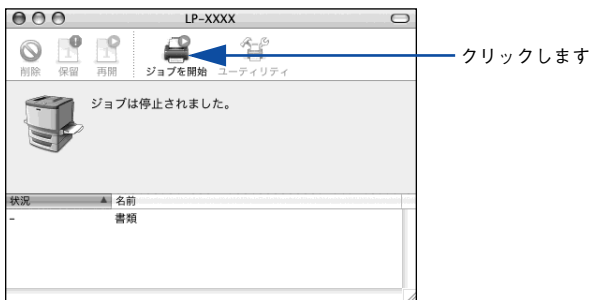 LP-XXXX
削除 保留 再開 ジョブを開始 ユーティリティ
クリックします
ジョブは停止されました。
状況 名前
- 書類